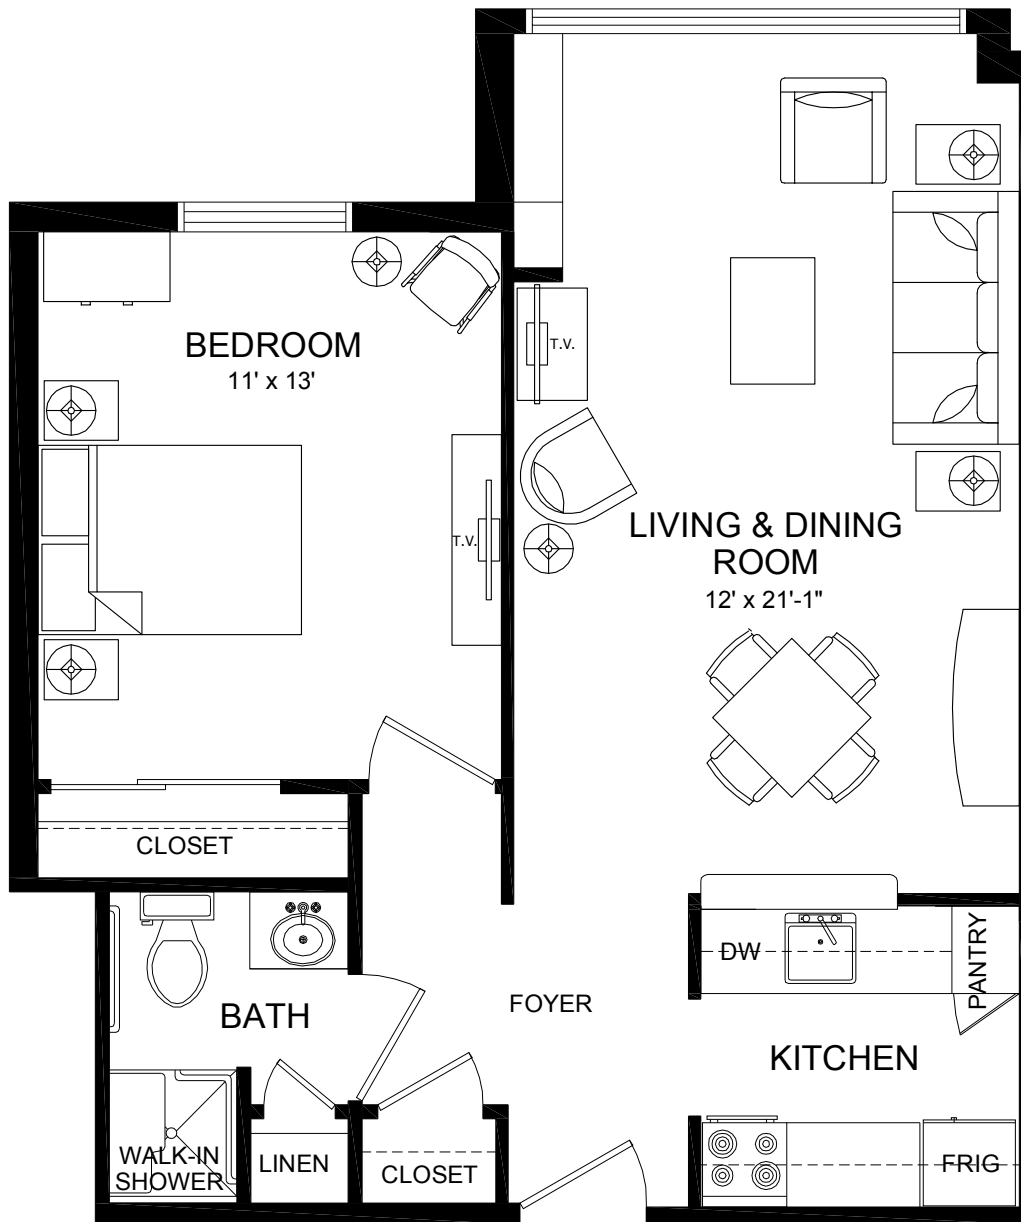 BEDROOM
11' x 13'
T.V.
T.V.
LIVING & DINING
ROOM
12' x 21'-1"
CLOSET
BATH
FOYER
DW
PANTRY
KITCHEN
WALK-IN
SHOWER
LINEN
CLOSET
FRIG